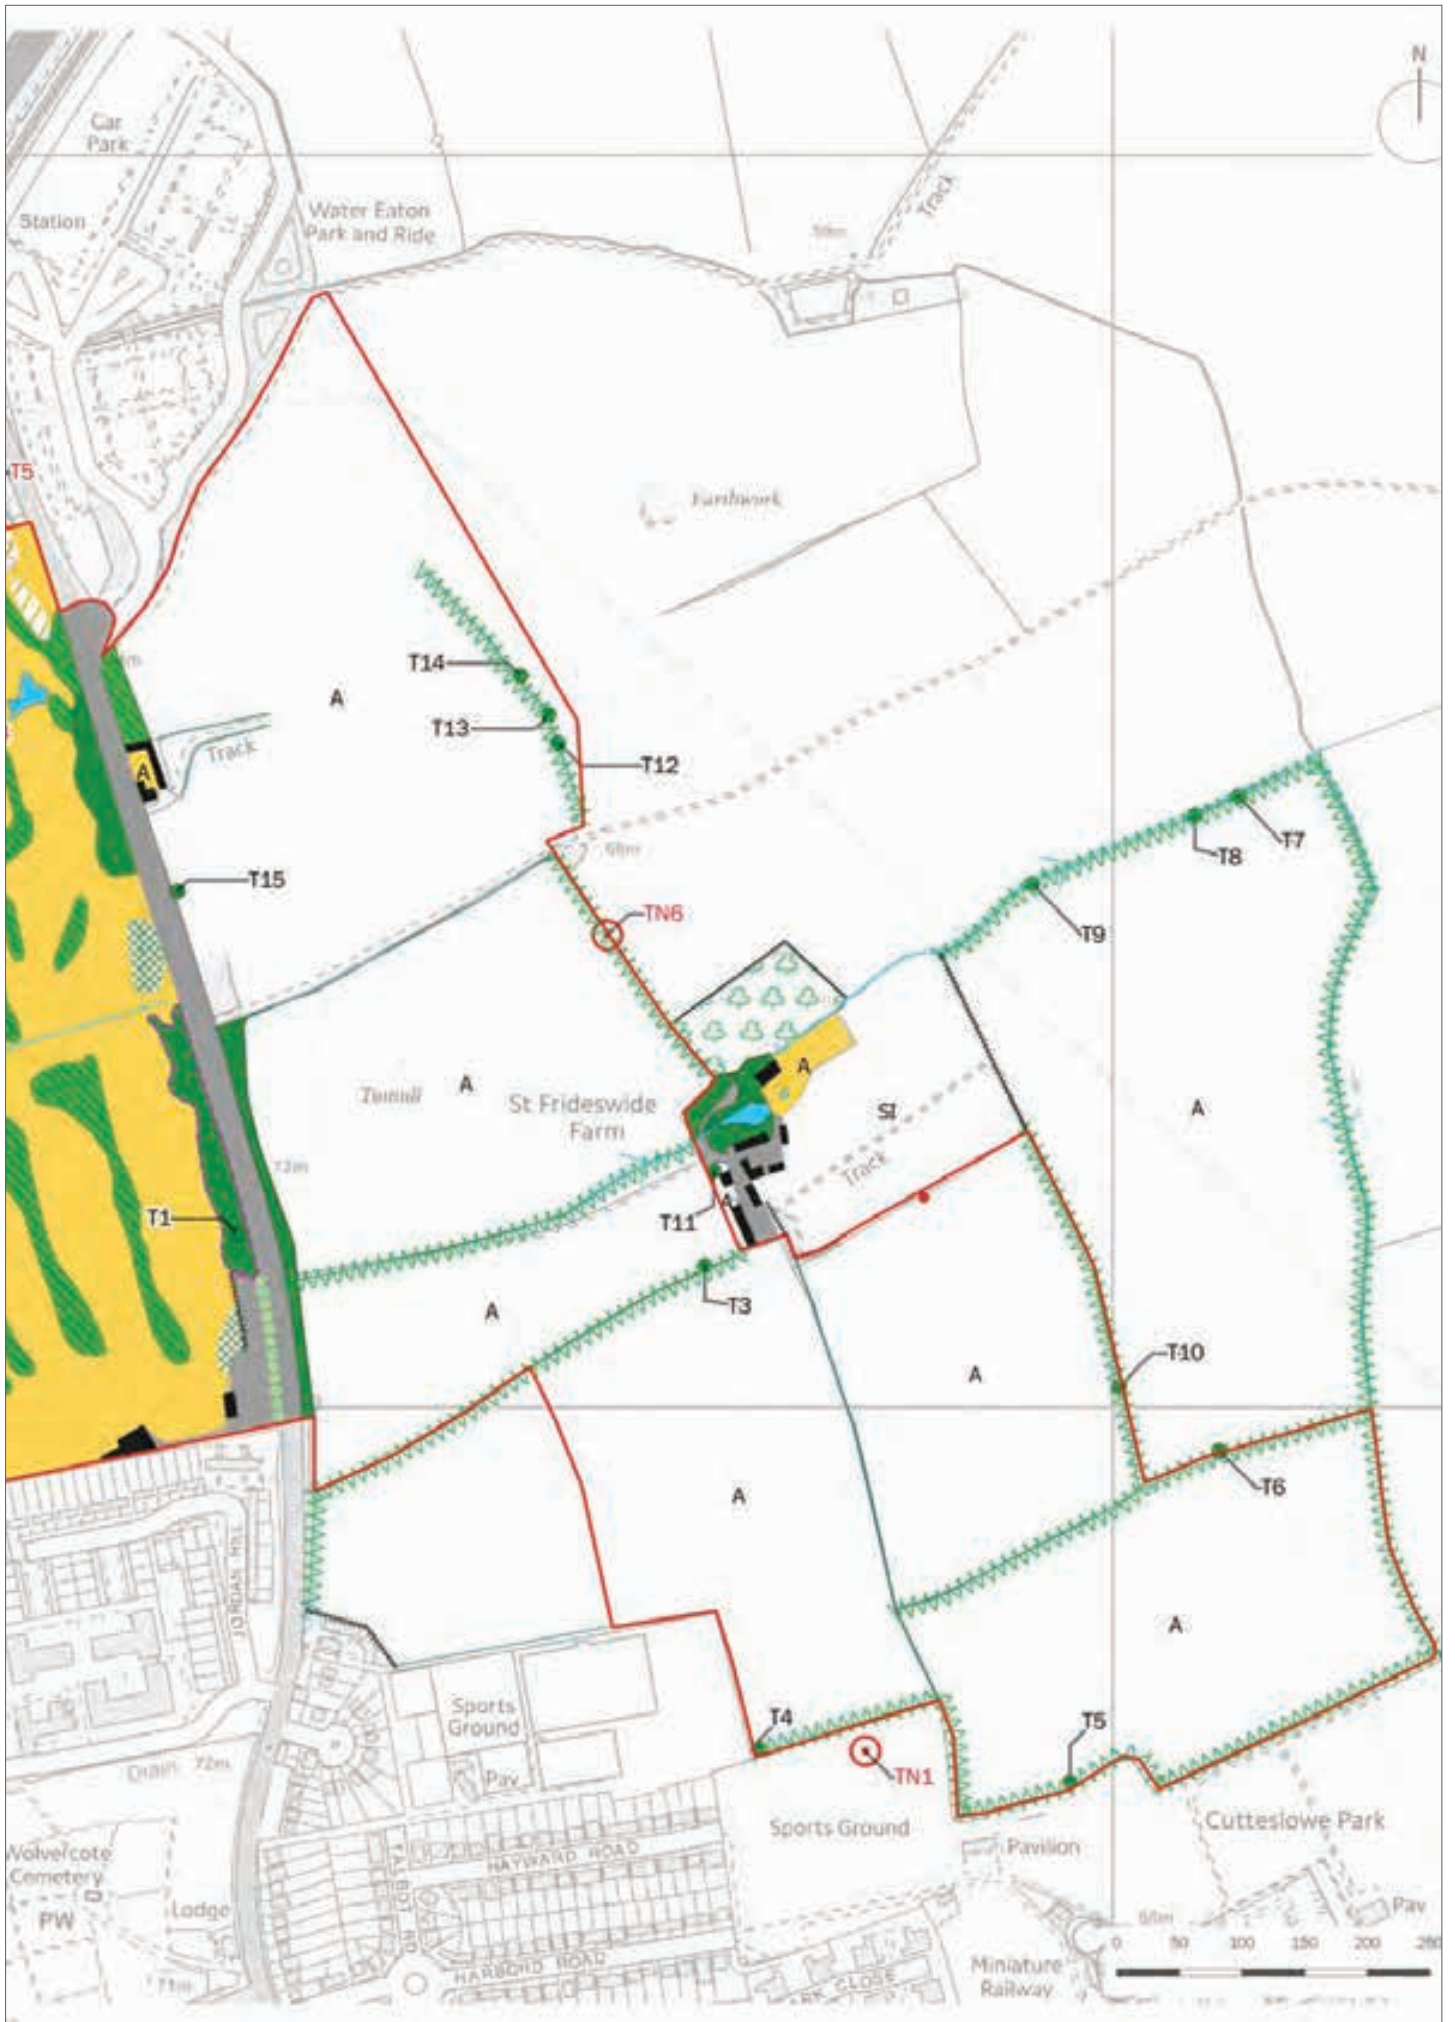 N
Car
Park
Station
Water Eaton
Park and Ride
Track
59m
T5
Earthwork
T14
A
T13
T12
Track
A
T7
T8
68m
T15
TN6
T9
A
Tumuli
A
St Frideswide
Farm
A
SI
A
72m
Track
T1
T11
A
T3
A
T10
A
A
T6
JORDAN HILL
A
Sports
Ground
T4
T5
Drain
72m
Pav
TN1
Sports Ground
Cutteslowe Park
Pavilion
Wolvercote
Cemetery
HAYWARD ROAD
TALBOT RD
PW
Lodge
Pav
HARBORD ROAD
Miniature
Railway
CLOSE
71m
0 50 100 150 200 250